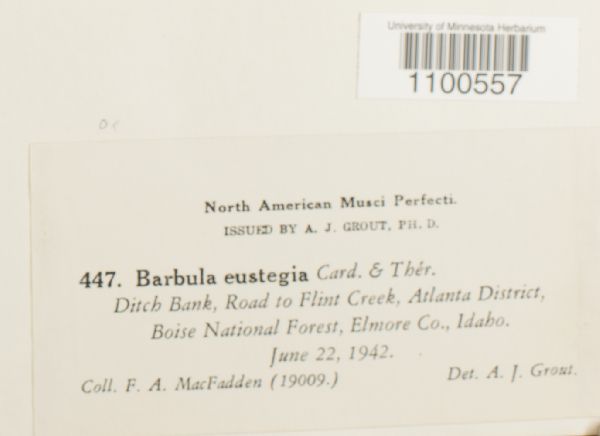 University of Minnesota Herbarium
1100557
North American Musci Perfecti.
ISSUED BY A. J. GROUT, PH. D.
447. Barbula eustegia Card. & Thér.
Ditch Bank, Road to Flint Creek, Atlanta District,
Boise National Forest, Elmore Co., Idaho.
June 22, 1942.
Coll. F. A. MacFadden (19009.) Det. A. J. Grout.